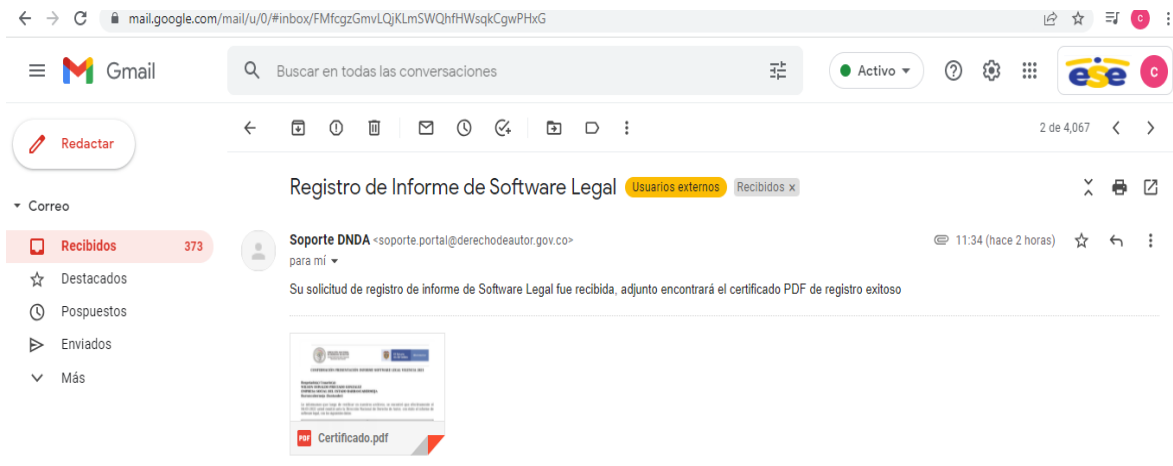 mail.google.com/mail/u/0/#inbox/FMfcgzGmvLQjKLmSWQhfHWsqkCgwPHxG
C
Gmail
Buscar en todas las conversaciones
Activo
ese
C
Redactar
2 de 4,067
Registro de Informe de Software Legal Usuarios externos Recibidos x
Correo
Recibidos 373
Soporte DNDA <soporte.portal@derechodeautor.gov.co>
11:34 (hace 2 horas)
para mí
Destacados
Su solicitud de registro de informe de Software Legal fue recibida, adjunto encontrará el certificado PDF de registro exitoso
Pospuestos
Enviados
Más
PDF Certificado.pdf